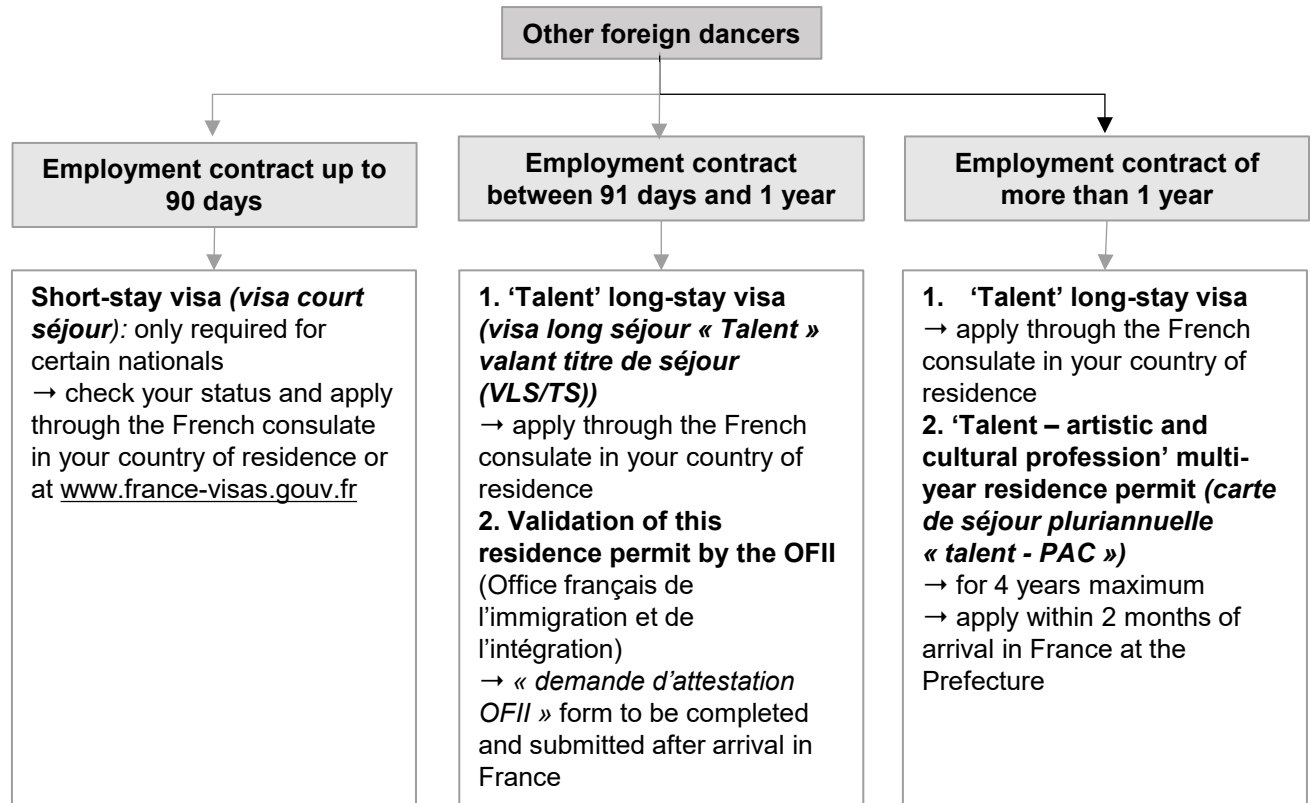 Other foreign dancers
Employment contract up to
90 days
Short-stay visa (visa court
séjour): only required for
certain nationals
→ check your status and apply
through the French consulate
in your country of residence or
at www.france-visas.gouv.fr
Employment contract
between 91 days and 1 year
1. ‘Talent’ long-stay visa
(visa long séjour « Talent »
valant titre de séjour
(VLS/TS))
→ apply through the French
consulate in your country of
residence
2. Validation of this
residence permit by the OFII
(Office français de
l’immigration et de
l’intégration)
→ « demande d’attestation
OFII » form to be completed
and submitted after arrival in
France
Employment contract of
more than 1 year
1. ‘Talent’ long-stay visa
→ apply through the French
consulate in your country of
residence
2. ‘Talent – artistic and
cultural profession’ multi-
year residence permit (carte
de séjour pluriannuelle
« talent - PAC »)
→ for 4 years maximum
→ apply within 2 months of
arrival in France at the
Prefecture